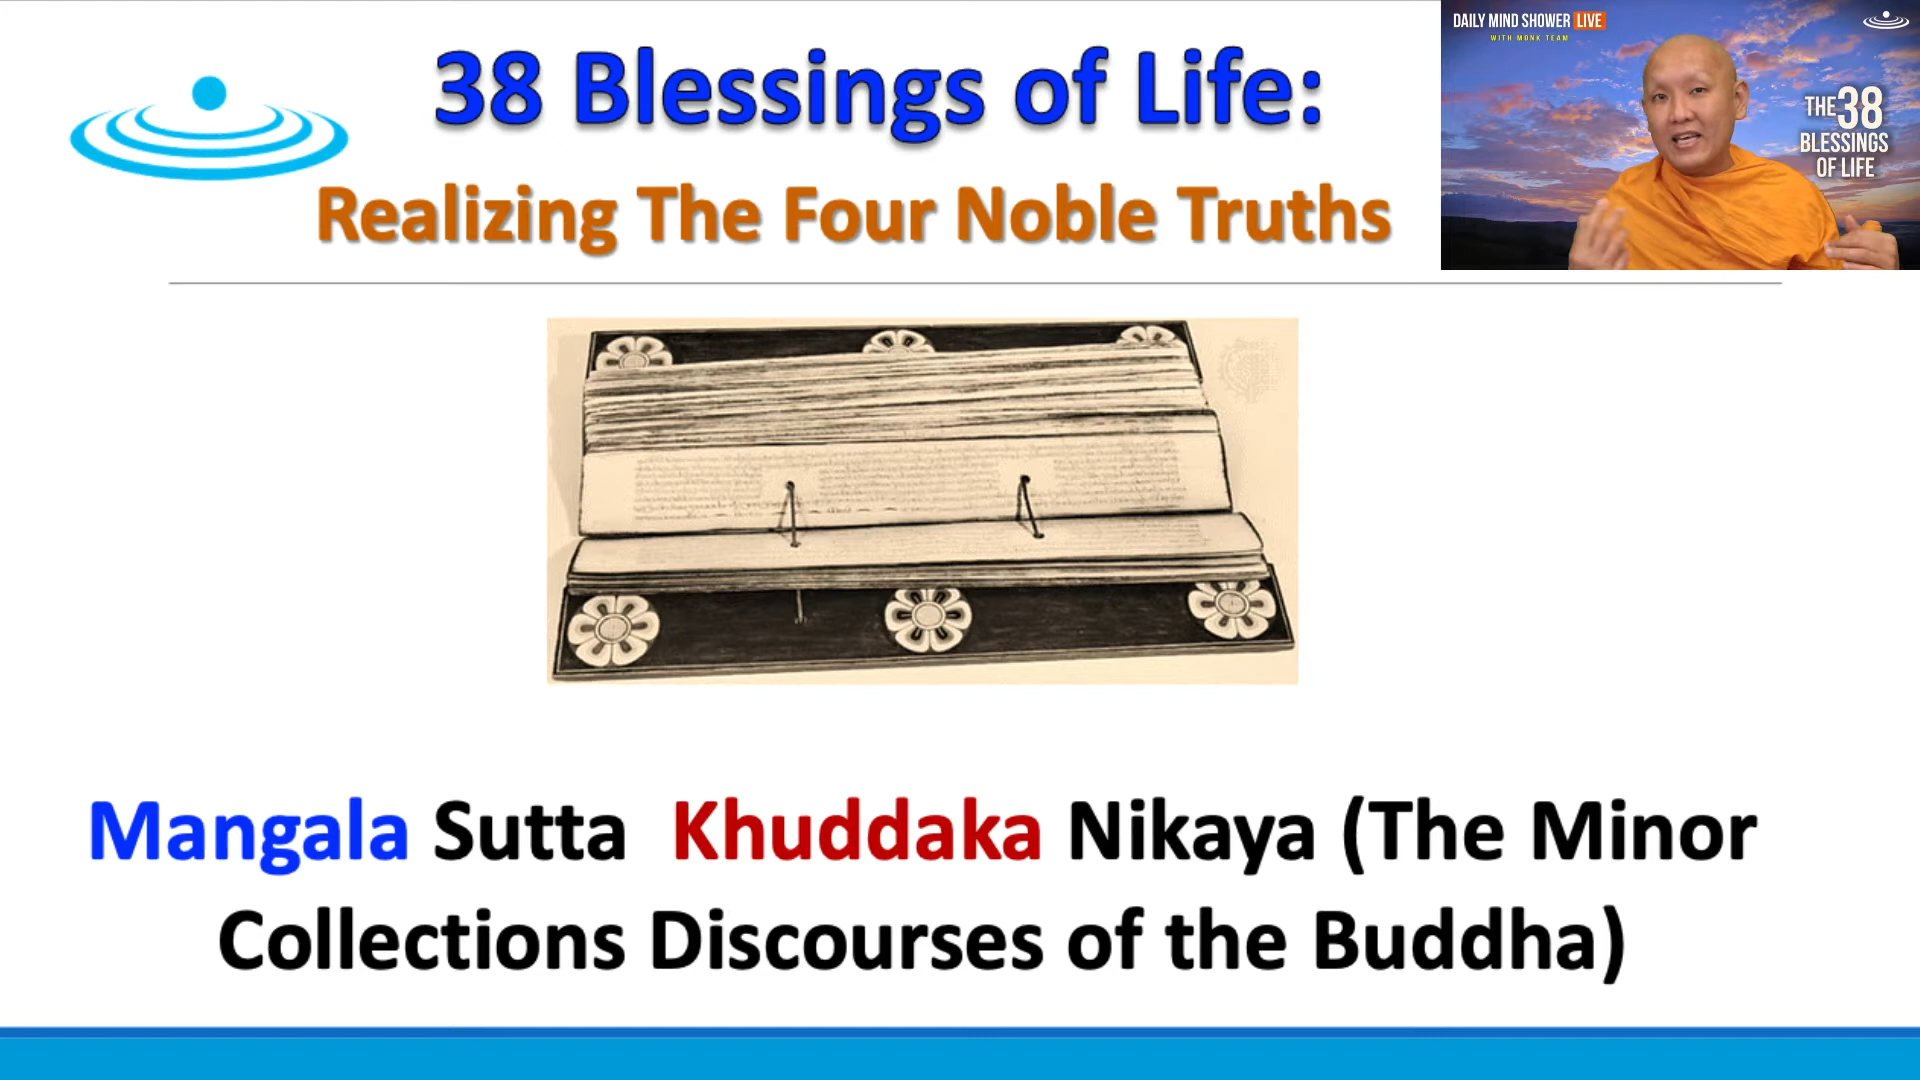 38 Blessings of Life:
Realizing The Four Noble Truths
DAILY MIND SHOWER LIVE
WITH MONK TEAM
THE 38
BLESSINGS
OF LIFE
Mangala Sutta Khuddaka Nikaya (The Minor
Collections Discourses of the Buddha)